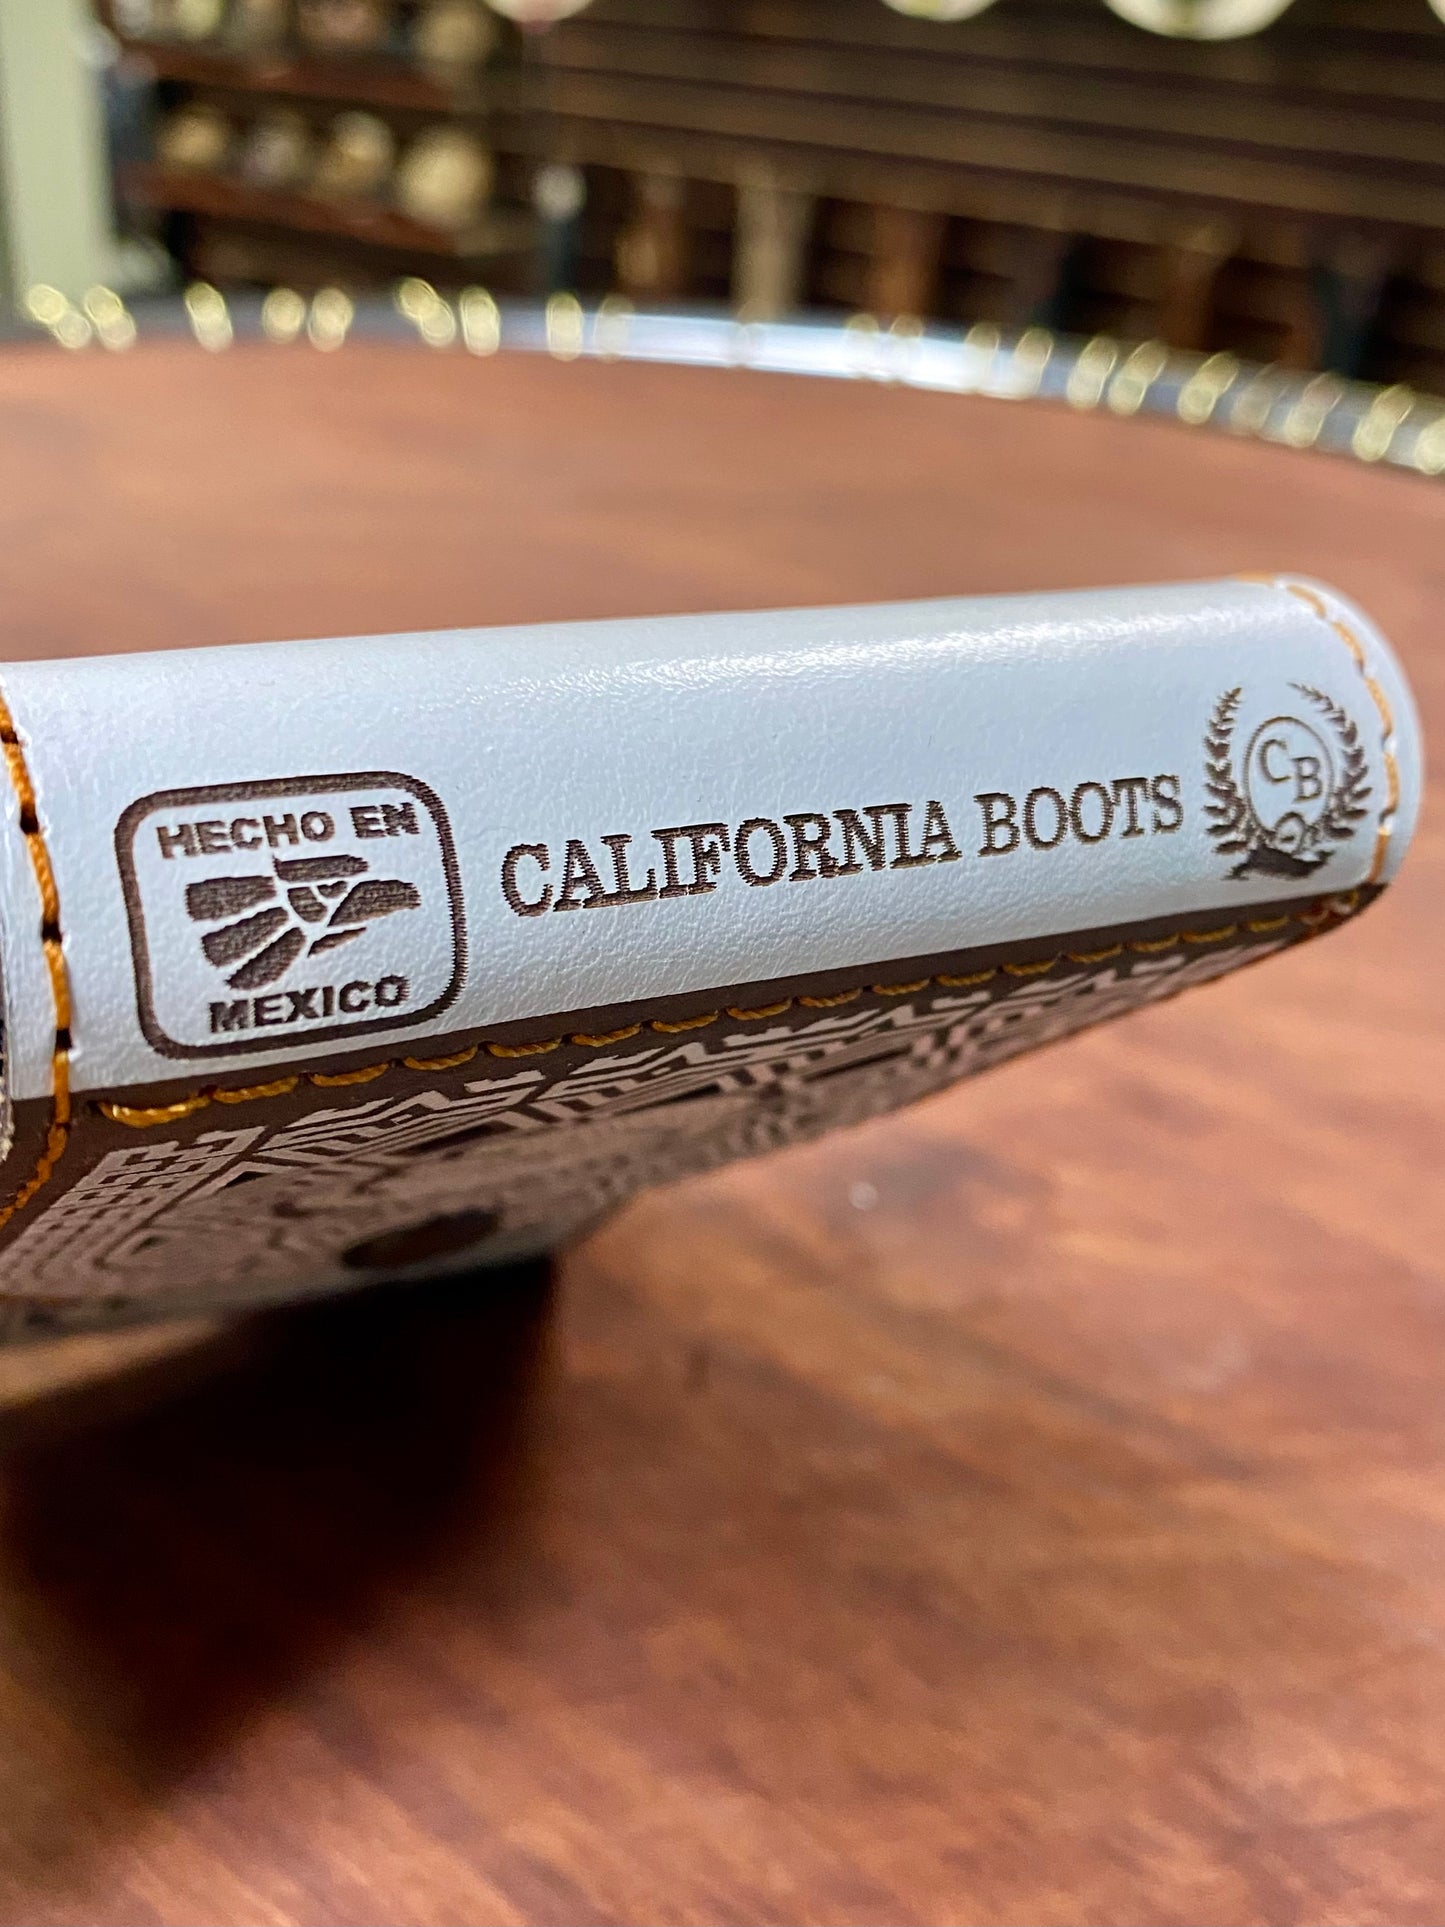 HECHO EN
MEXICO
CALIFORNIA BOOTS
CB